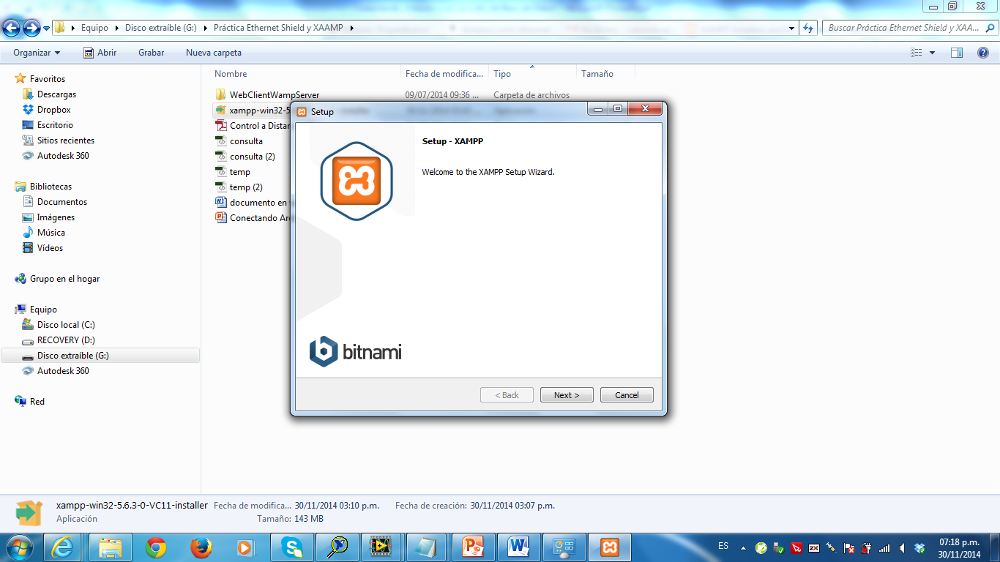 Equipo
Disco extraíble (G:)
Práctica Ethernet Shield y XAAMP
Buscar Práctica Ethernet Shield y XAA...
Organizar
Abrir
Grabar
Nueva carpeta
Favoritos
Descargas
Dropbox
Escritorio
Sitios recientes
Autodesk 360
Bibliotecas
Documentos
Imágenes
Música
Vídeos
Grupo en el hogar
Equipo
Disco local (C:)
RECOVERY (D:)
Disco extraíble (G:)
Autodesk 360
Red
Nombre
Fecha de modifica...
Tipo
Tamaño
WebClientWampServer
09/07/2014 09:36 ...
Carpeta de archivos
xampp-win32-5
Control a Distan
consulta
consulta (2)
temp
temp (2)
documento en
Conectando Ar
Setup
Setup - XAMPP
Welcome to the XAMPP Setup Wizard.
bitnami
< Back
Next >
Cancel
xampp-win32-5.6.3-0-VC11-installer
Fecha de modifica... 30/11/2014 03:10 p.m.
Fecha de creación: 30/11/2014 03:07 p.m.
Aplicación
Tamaño: 143 MB
ES
07:18 p.m.
30/11/2014